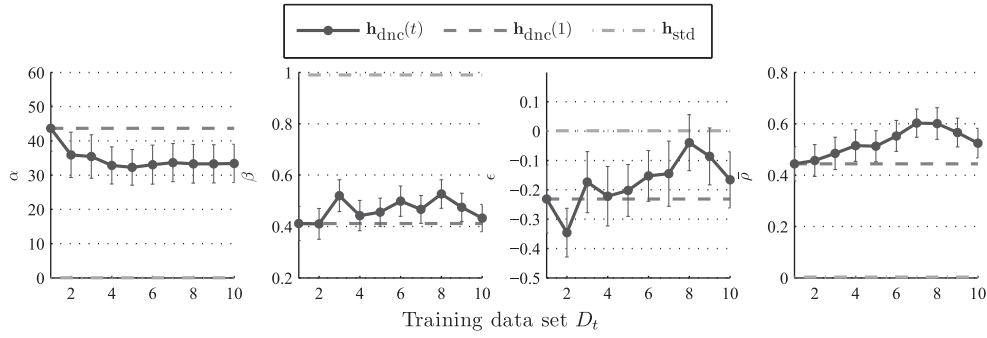 h_dnc(t) h_dnc(1) h_std
60
50
40
30
20
10
0
α
2 4 6 8 10
1
0.8
0.6
0.4
0.2
β
2 4 6 8 10
0.1
0
−0.1
−0.2
−0.3
−0.4
−0.5
ϵ
2 4 6 8 10
0.8
0.6
0.4
0.2
0
ρ̄
2 4 6 8 10
Training data set D_t